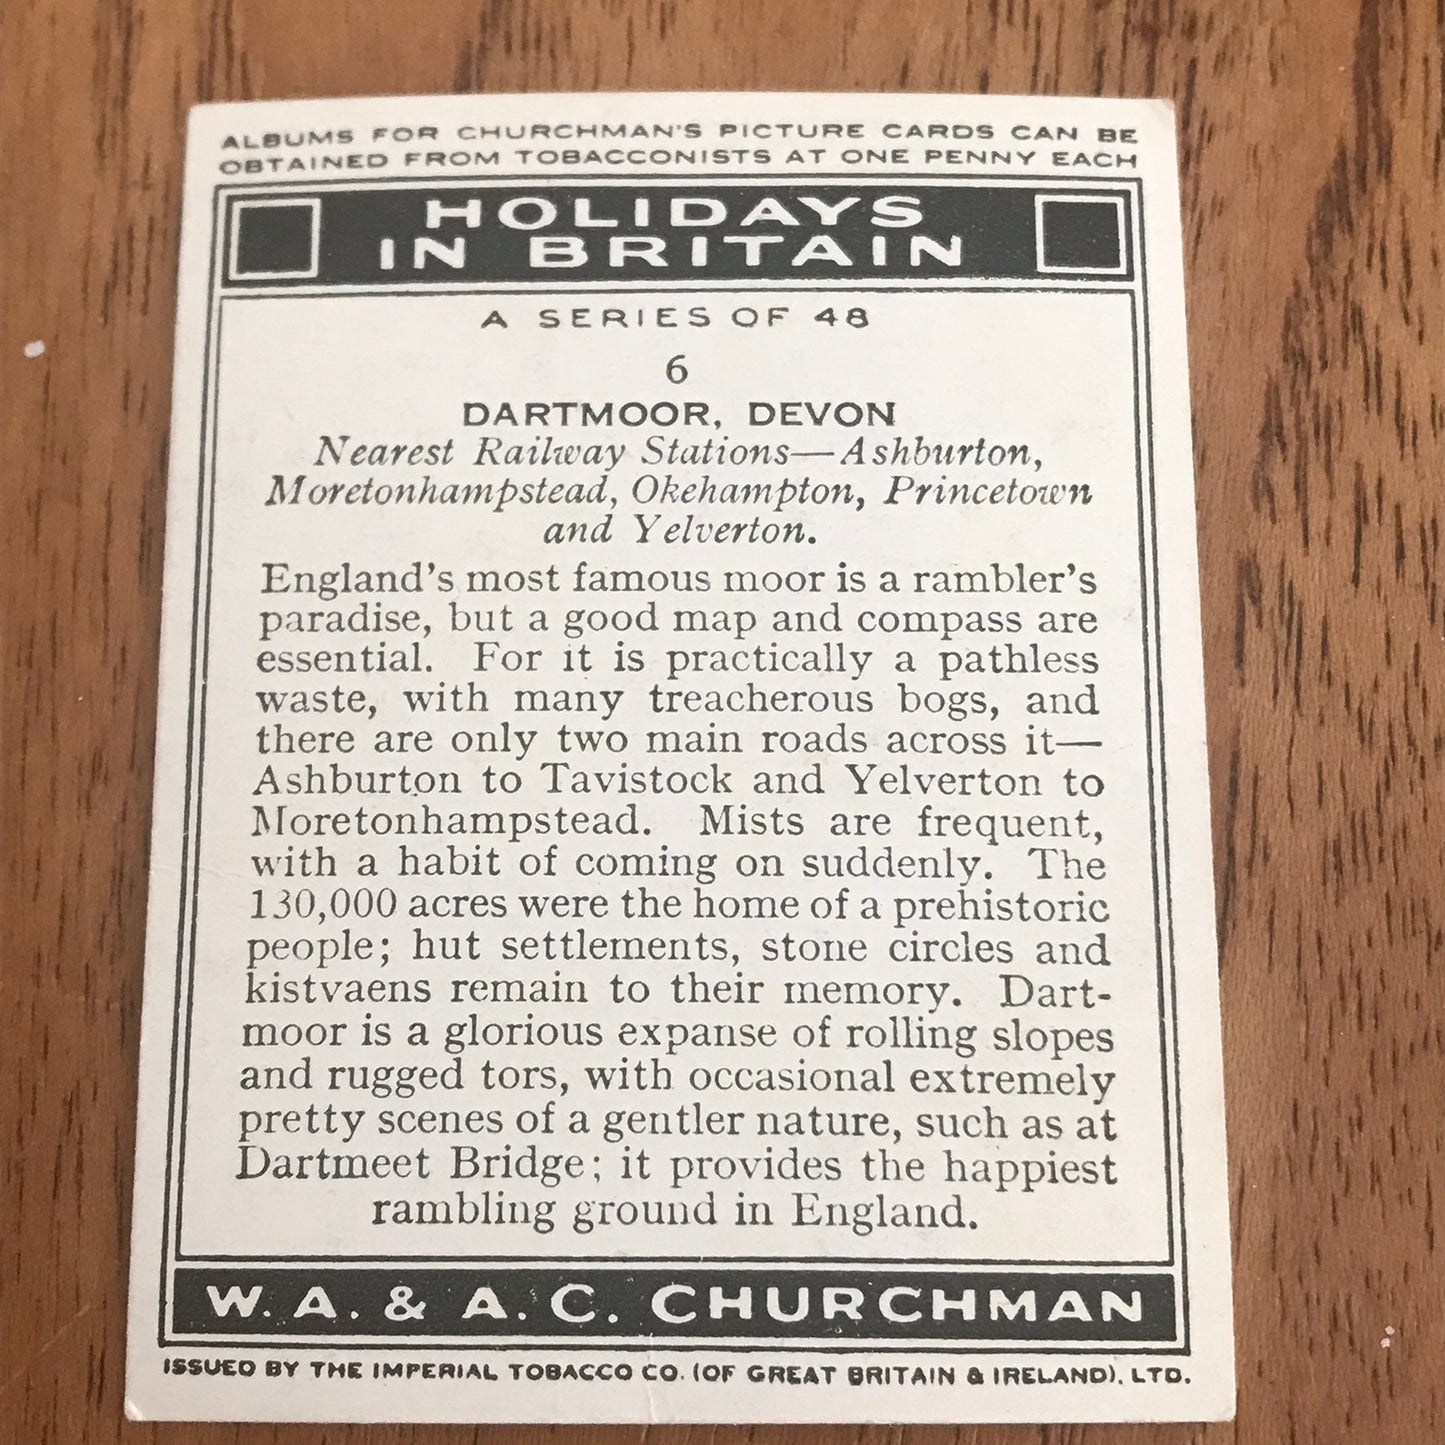 ALBUMS FOR CHURCHMAN'S PICTURE CARDS CAN BE
OBTAINED FROM TOBACCONISTS AT ONE PENNY EACH
HOLIDAYS
IN BRITAIN
A SERIES OF 48
6
DARTMOOR, DEVON
Nearest Railway Stations—Ashburton,
Moretonhampstead, Okehampton, Princetown
and Yelverton.
England's most famous moor is a rambler's
paradise, but a good map and compass are
essential. For it is practically a pathless
waste, with many treacherous bogs, and
there are only two main roads across it—
Ashburton to Tavistock and Yelverton to
Moretonhampstead. Mists are frequent,
with a habit of coming on suddenly. The
130,000 acres were the home of a prehistoric
people; hut settlements, stone circles and
kistvaens remain to their memory. Dart-
moor is a glorious expanse of rolling slopes
and rugged tors, with occasional extremely
pretty scenes of a gentler nature, such as at
Dartmeet Bridge; it provides the happiest
rambling ground in England.
W. A. & A. C. CHURCHMAN
ISSUED BY THE IMPERIAL TOBACCO CO. (OF GREAT BRITAIN & IRELAND), LTD.